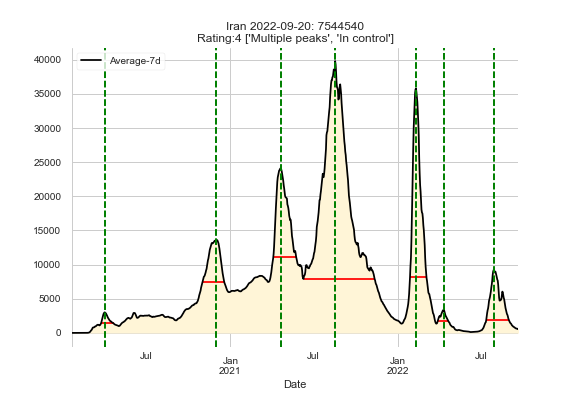 Iran 2022-09-20: 7544540
Rating:4 ['Multiple peaks', 'In control']
Average-7d
40000
35000
30000
25000
20000
15000
10000
5000
0
Jul
Jan
2021
Jul
Jan
2022
Jul
Date